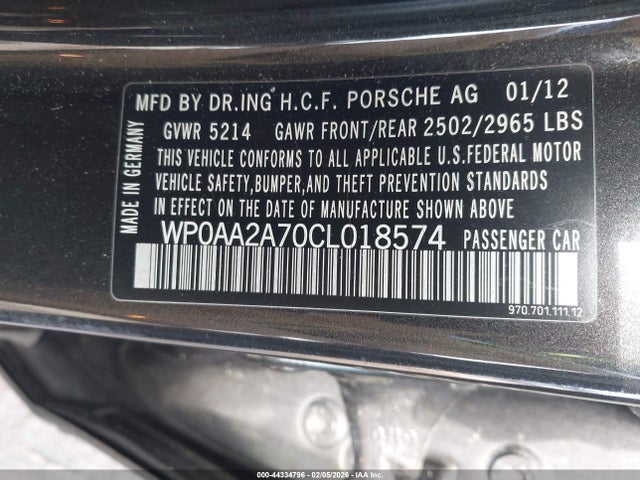 MFD BY DR.ING H.C.F. PORSCHE AG 01/12
GVWR 5214 GAWR FRONT/REAR 2502/2965 LBS
THIS VEHICLE CONFORMS TO ALL APPLICABLE U.S.FEDERAL MOTOR
VEHICLE SAFETY,BUMPER,AND THEFT PREVENTION STANDARDS
IN EFFECT ON THE DATE OF MANUFACTURE SHOWN ABOVE
WP0AA2A70CL018574 PASSENGER CAR
MADE IN GERMANY
970.701.111.12
000-44334796 - 02/05/2026 - IAA Inc.